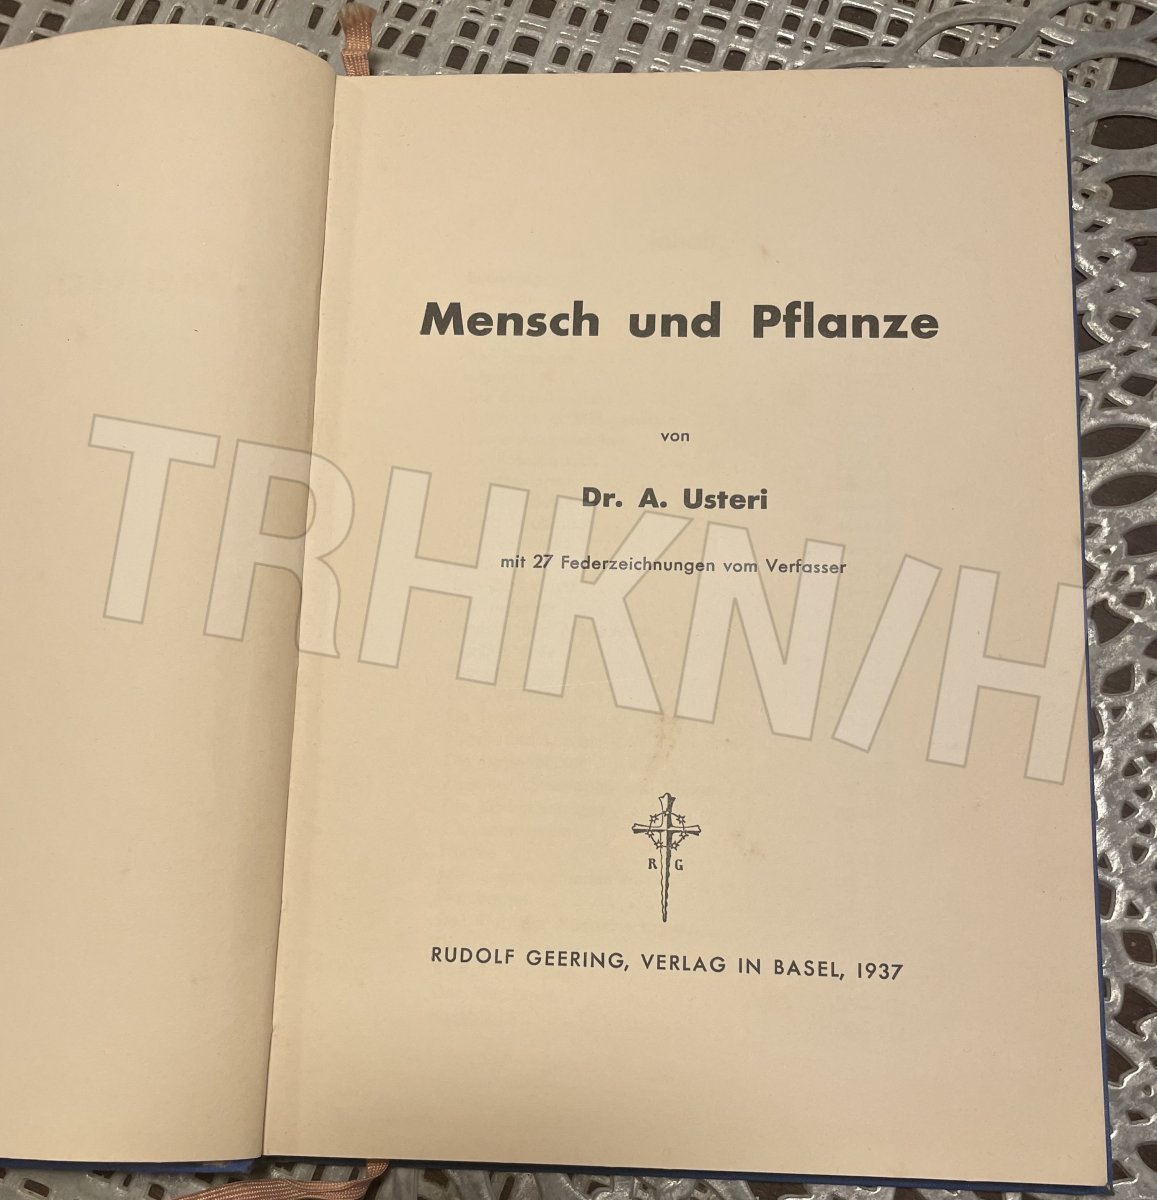 Mensch und Pflanze
von
Dr. A. Usteri
mit 27 Federzeichnungen vom Verfasser
TRHKN/H
R G
RUDOLF GEERING, VERLAG IN BASEL, 1937